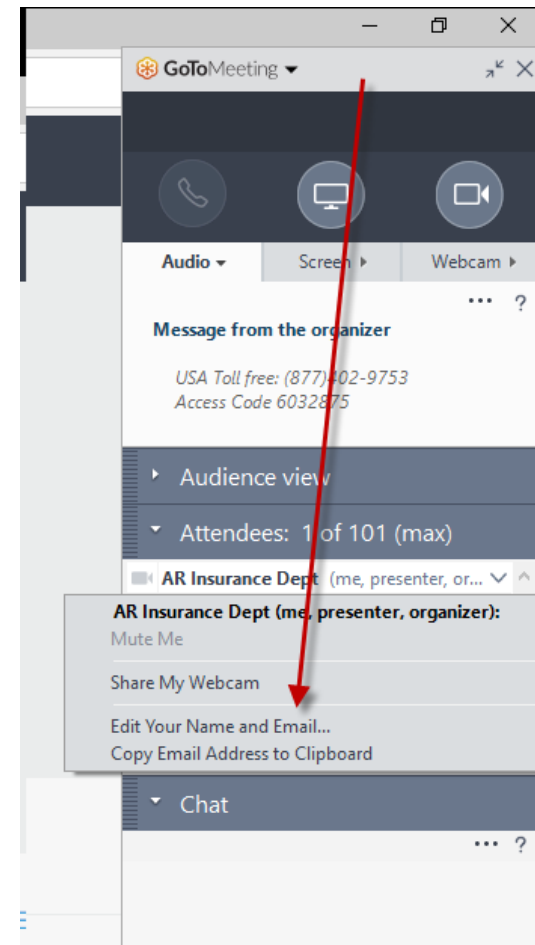 GoToMeeting
Audio
Screen
Webcam
... ?
Message from the organizer
USA Toll free: (877)402-9753
Access Code 6032875
Audience view
Attendees: 1 of 101 (max)
AR Insurance Dept (me, presenter, or...
AR Insurance Dept (me, presenter, organizer):
Mute Me
Share My Webcam
Edit Your Name and Email...
Copy Email Address to Clipboard
Chat
... ?